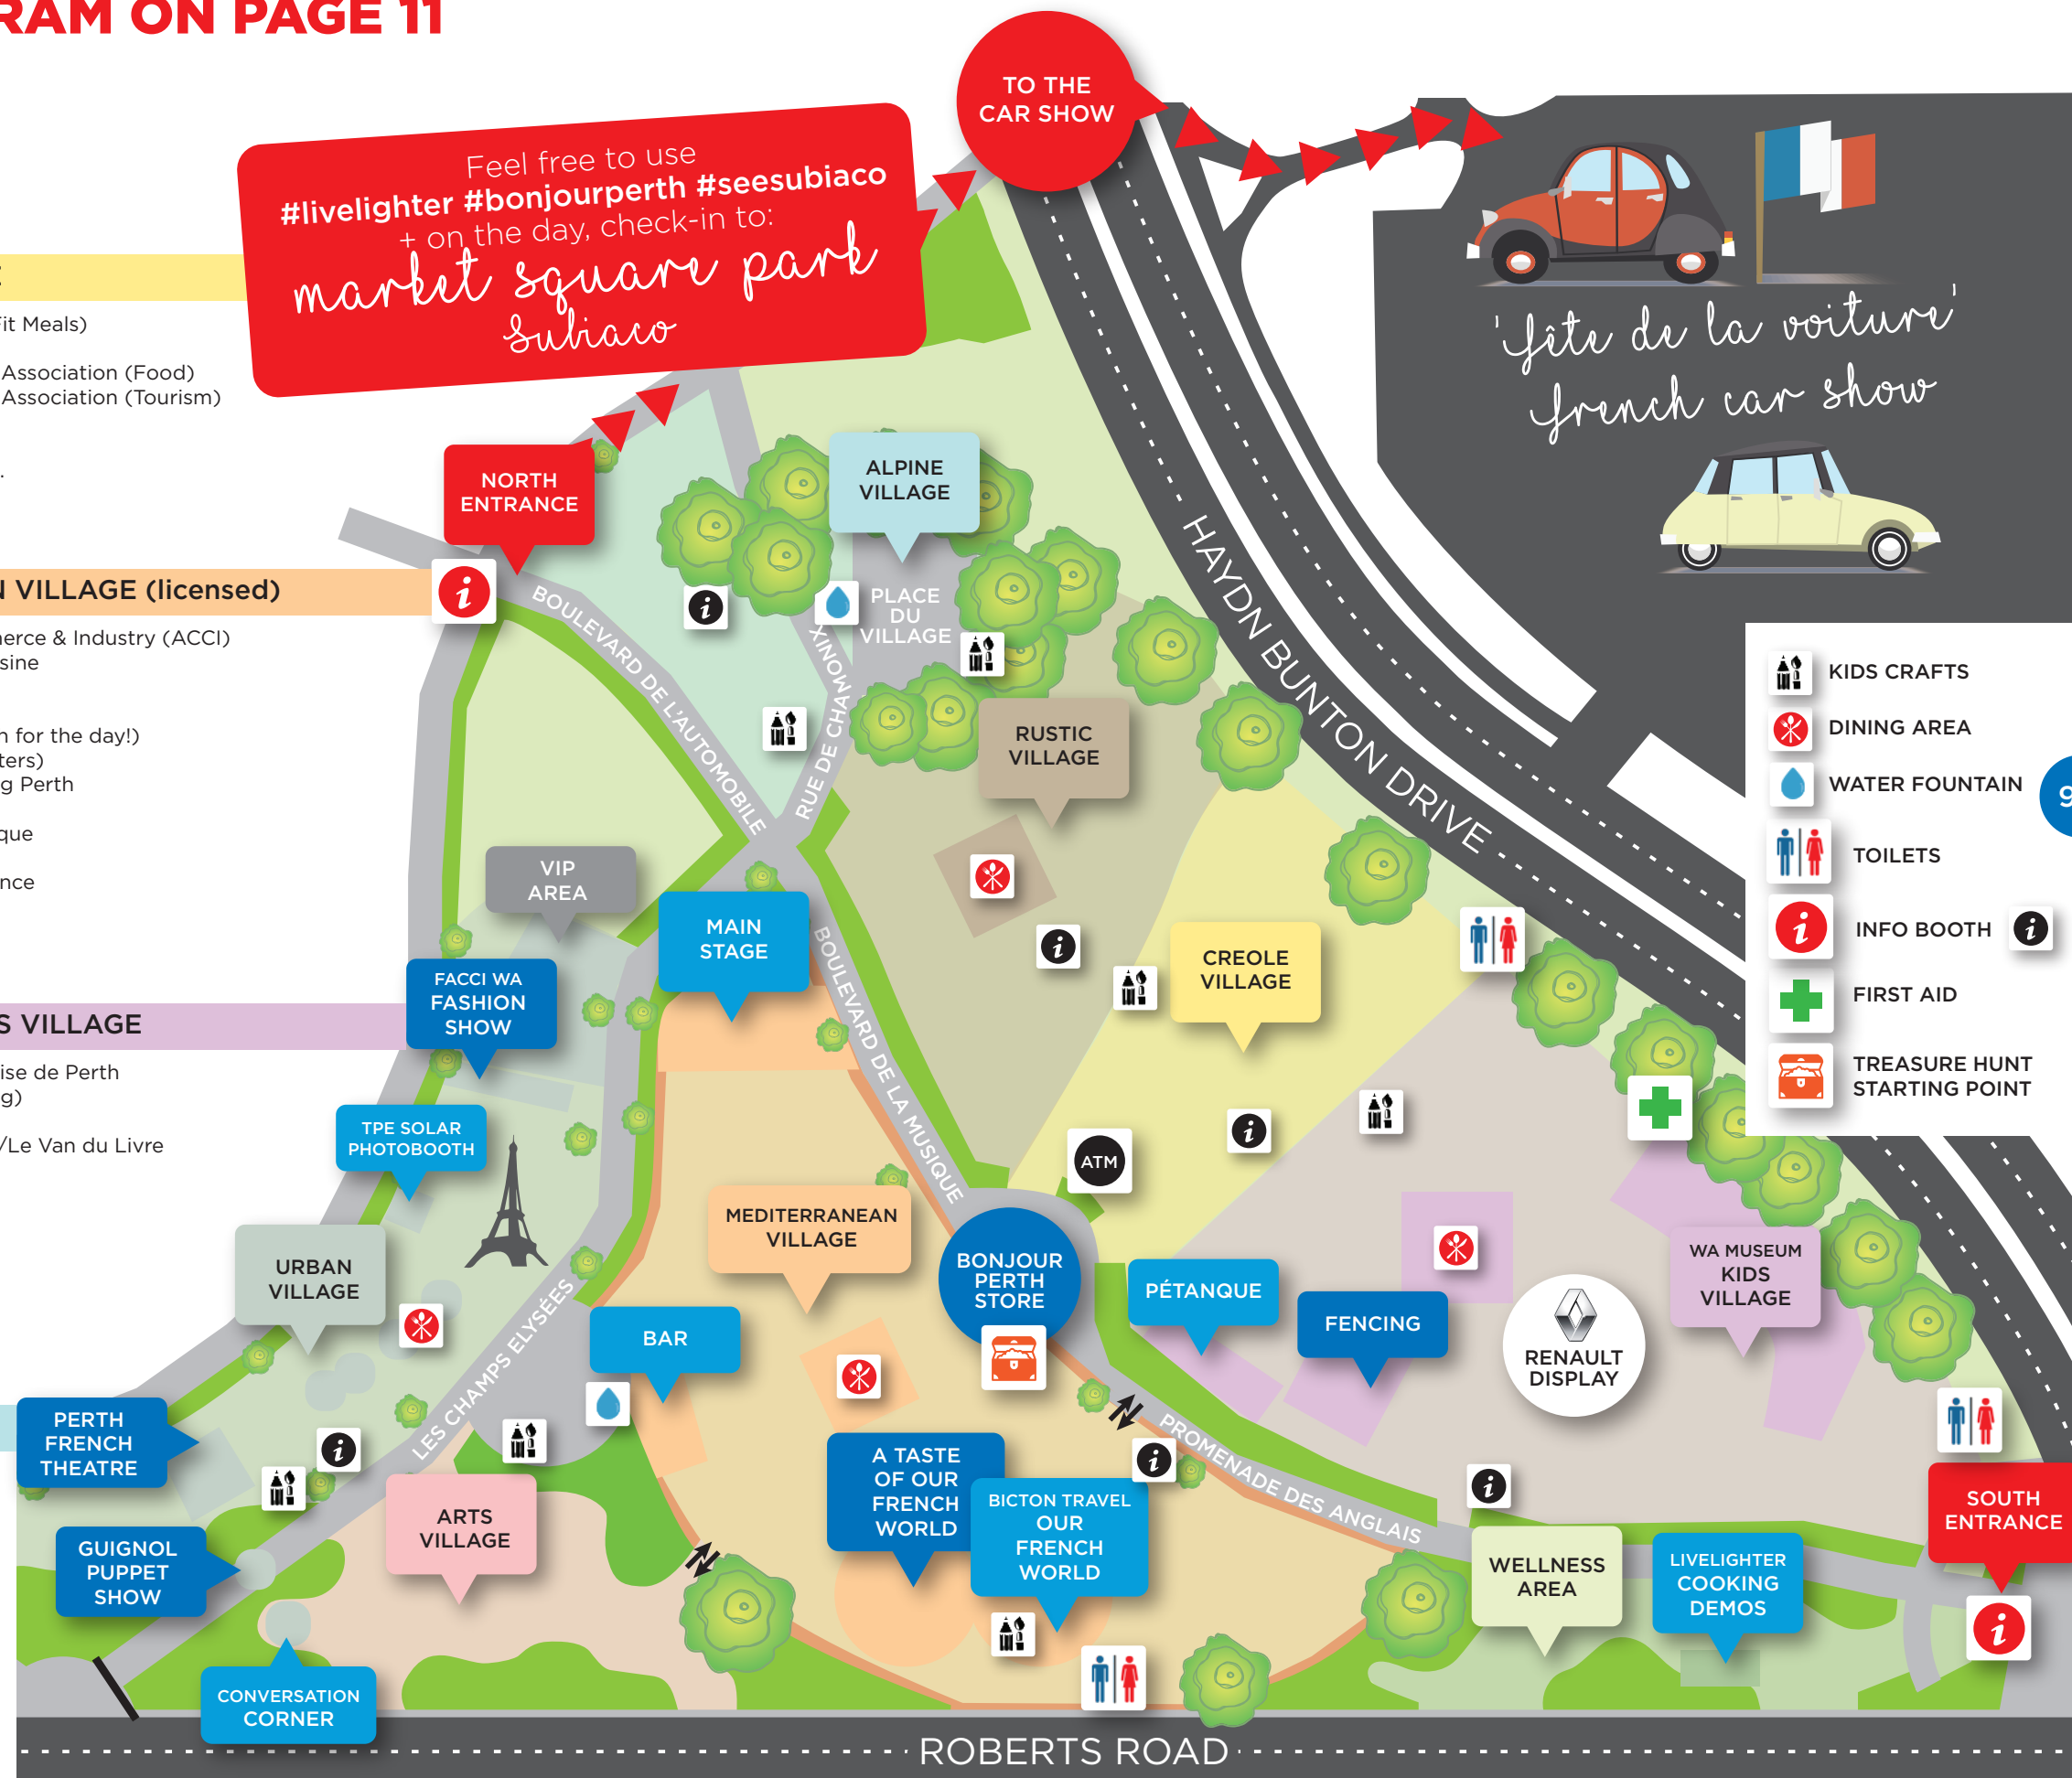 RAM ON PAGE 11
TO THE
CAR SHOW
Feel free to use
#livelighter #bonjourperth #seesubiaco
+ on the day, check-in to:
market square park
Subiaco
'fête de la voiture'
french car show
Fit Meals)
Association (Food)
Association (Tourism)
NORTH
ENTRANCE
ALPINE
VILLAGE
N VILLAGE (licensed)
erce & Industry (ACCI)
sine
n for the day!)
ters)
g Perth
que
nce
BOULEVARD DE L'AUTOMOBILE
PLACE
DU
VILLAGE
RUE DE CHAMONIX
HAYDN BUNTON DRIVE
RUSTIC
VILLAGE
KIDS CRAFTS
DINING AREA
WATER FOUNTAIN
9
TOILETS
INFO BOOTH
FIRST AID
TREASURE HUNT
STARTING POINT
VIP
AREA
MAIN
STAGE
BOULEVARD DE LA MUSIQUE
CREOLE
VILLAGE
FACCI WA
FASHION
SHOW
S VILLAGE
ise de Perth
g)
/Le Van du Livre
TPE SOLAR
PHOTOBOOTH
ATM
MEDITERRANEAN
VILLAGE
BONJOUR
PERTH
STORE
PÉTANQUE
FENCING
RENAULT
DISPLAY
WA MUSEUM
KIDS
VILLAGE
URBAN
VILLAGE
LES CHAMPS ELYSÉES
BAR
PERTH
FRENCH
THEATRE
A TASTE
OF OUR
FRENCH
WORLD
BICTON TRAVEL
OUR
FRENCH
WORLD
PROMENADE DES ANGLAIS
ARTS
VILLAGE
GUIGNOL
PUPPET
SHOW
WELLNESS
AREA
LIVELIGHTER
COOKING
DEMOS
SOUTH
ENTRANCE
CONVERSATION
CORNER
ROBERTS ROAD